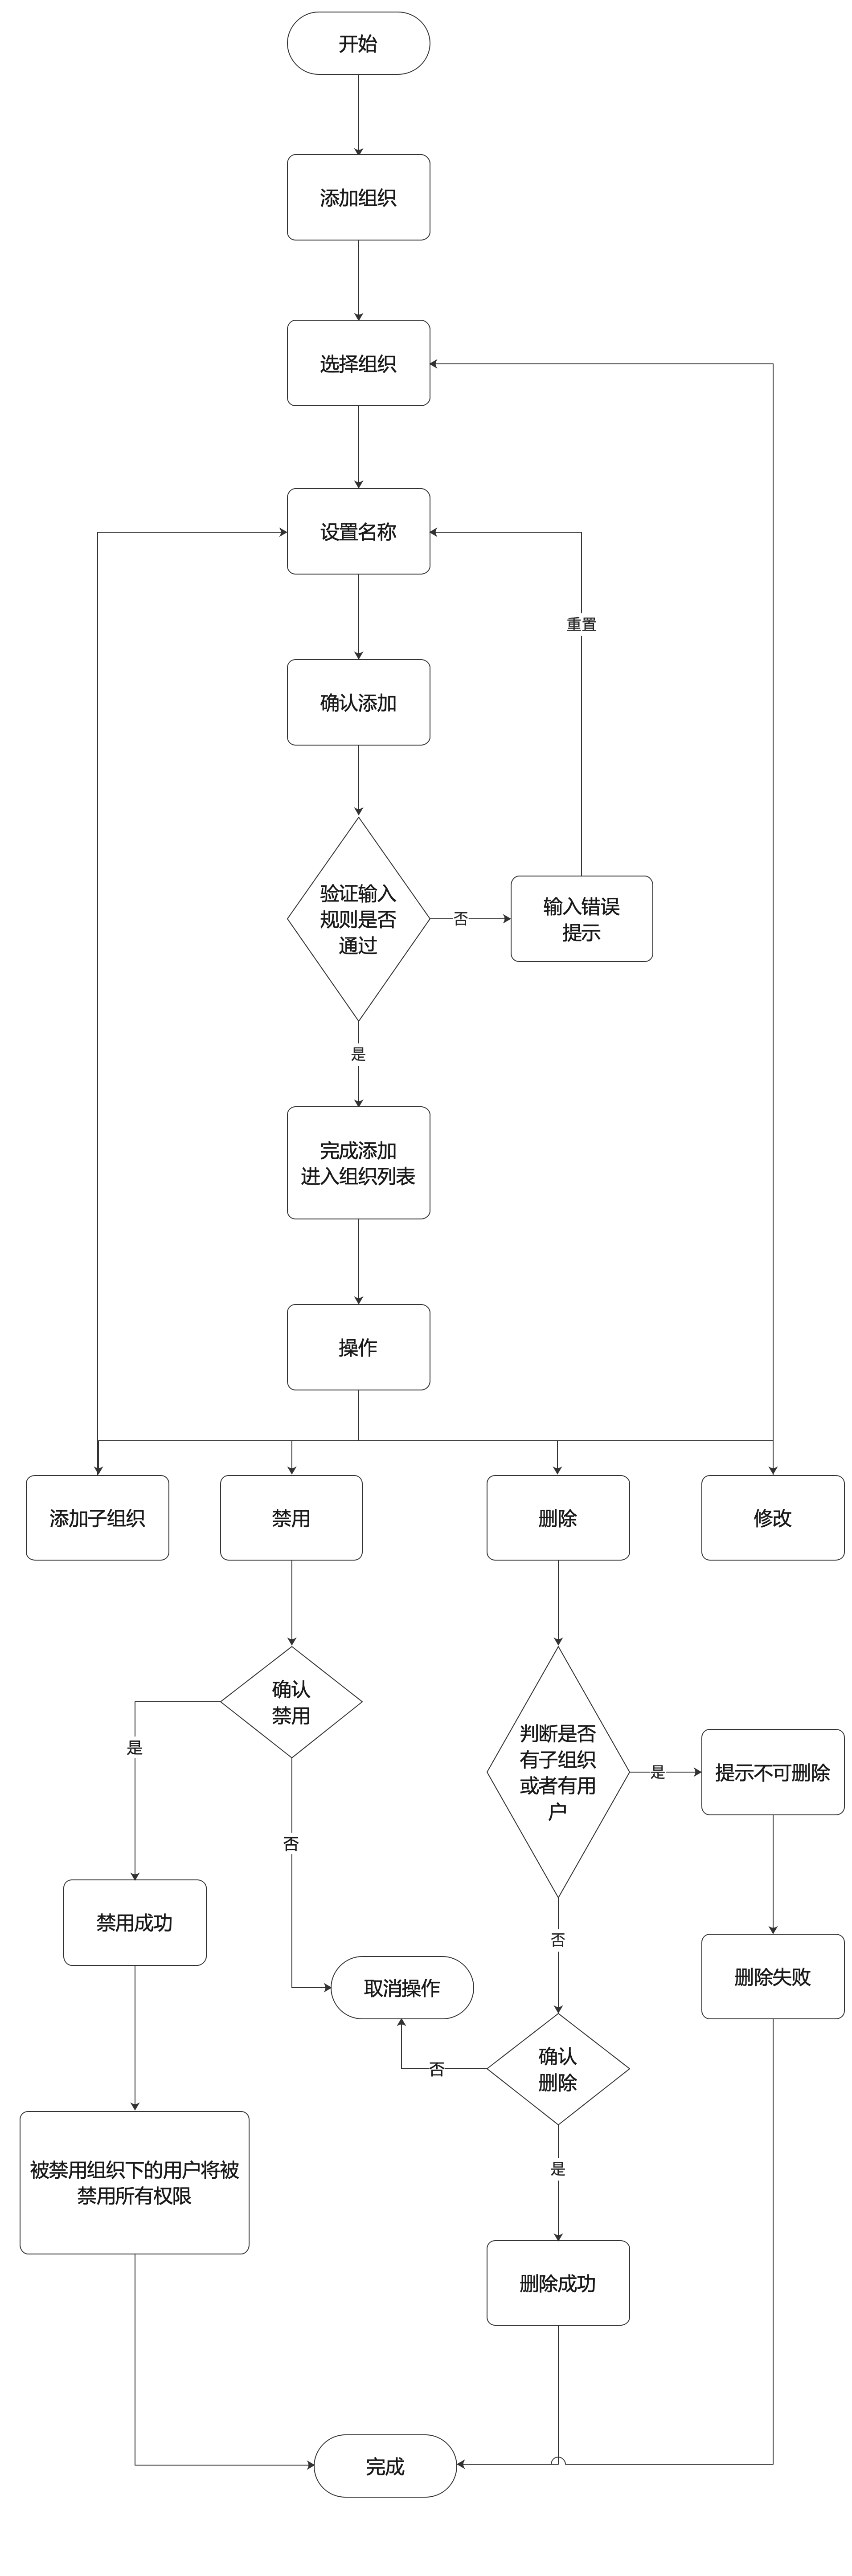 开始
添加组织
选择组织
设置名称
重置
确认添加
验证输入
规则是否
通过
否
输入错误
提示
是
完成添加
进入组织列表
操作
添加子组织
禁用
删除
修改
确认
禁用
是
否
判断是否
有子组织
或者有用
户
是
提示不可删除
禁用成功
否
删除失败
取消操作
确认
删除
否
是
被禁用组织下的用户将被
禁用所有权限
删除成功
完成